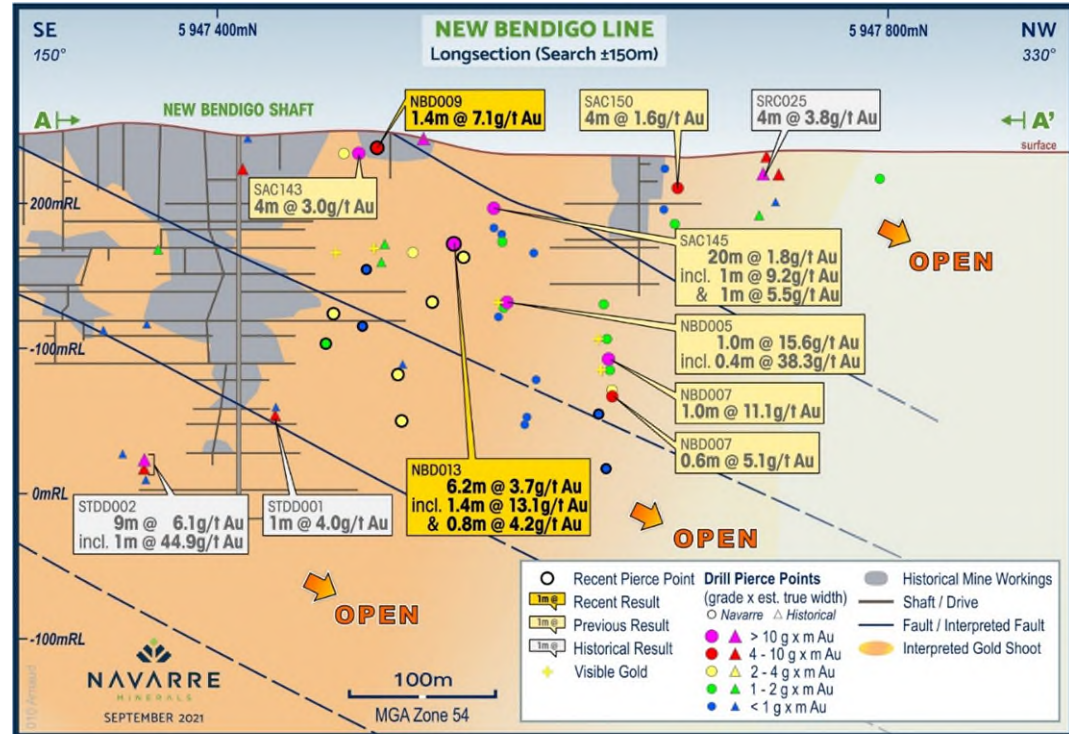 SE
150°
5 947 400mN
NEW BENDIGO LINE
Longsection (Search ±150m)
5 947 800mN
NW
330°
A
NEW BENDIGO SHAFT
NBD009
1.4m @ 7.1g/t Au
SAC150
4m @ 1.6g/t Au
SRC025
4m @ 3.8g/t Au
A'
surface
SAC143
4m @ 3.0g/t Au
200mRL
SAC145
20m @ 1.8g/t Au
incl. 1m @ 9.2g/t Au
& 1m @ 5.5g/t Au
OPEN
NBD005
1.0m @ 15.6g/t Au
incl. 0.4m @ 38.3g/t Au
-100mRL
NBD007
1.0m @ 11.1g/t Au
NBD007
0.6m @ 5.1g/t Au
NBD013
6.2m @ 3.7g/t Au
incl. 1.4m @ 13.1g/t Au
& 0.8m @ 4.2g/t Au
STDD002
9m @ 6.1g/t Au
incl. 1m @ 44.9g/t Au
STDD001
1m @ 4.0g/t Au
0mRL
OPEN
OPEN
-100mRL
Recent Pierce Point
1m @
Recent Result
1m @
Previous Result
1m @
Historical Result
Visible Gold
Drill Pierce Points
(grade x est. true width)
Navarre Historical
> 10 g x m Au
4 - 10 g x m Au
2 - 4 g x m Au
1 - 2 g x m Au
< 1 g x m Au
Historical Mine Workings
Shaft / Drive
Fault / Interpreted Fault
Interpreted Gold Shoot
NAVARRE
MINERALS
SEPTEMBER 2021
100m
MGA Zone 54